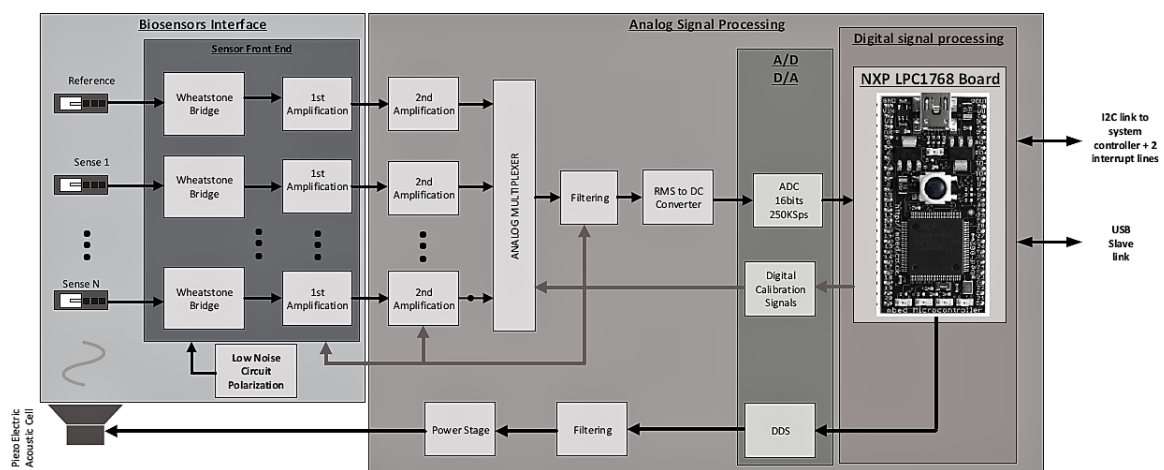 Biosensors Interface
Analog Signal Processing
Sensor Front End
Digital signal processing
A/D
D/A
NXP LPC1768 Board
Reference
Wheatstone
Bridge
1st
Amplification
2nd
Amplification
Sense 1
Wheatstone
Bridge
1st
Amplification
2nd
Amplification
Sense N
Wheatstone
Bridge
1st
Amplification
2nd
Amplification
ANALOG MULTIPLEXER
Filtering
RMS to DC
Converter
ADC
16bits
250KSps
Digital
Calibration
Signals
mbed Microcontroller
I2C link to
system
controller + 2
interrupt lines
USB
Slave
link
Low Noise
Circuit
Polarization
Piezo Electric
Acoustic Cell
Power Stage
Filtering
DDS